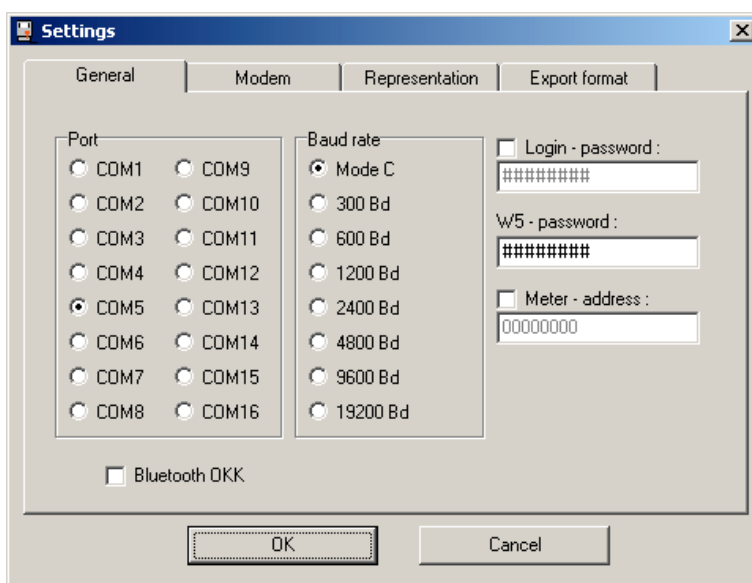 Settings
General
Modem
Representation
Export format
Port
COM1
COM2
COM3
COM4
COM5
COM6
COM7
COM8
COM9
COM10
COM11
COM12
COM13
COM14
COM15
COM16
Baud rate
Mode C
300 Bd
600 Bd
1200 Bd
2400 Bd
4800 Bd
9600 Bd
19200 Bd
Login - password :
########
W5 - password :
########
Meter - address :
00000000
Bluetooth OKK
OK
Cancel